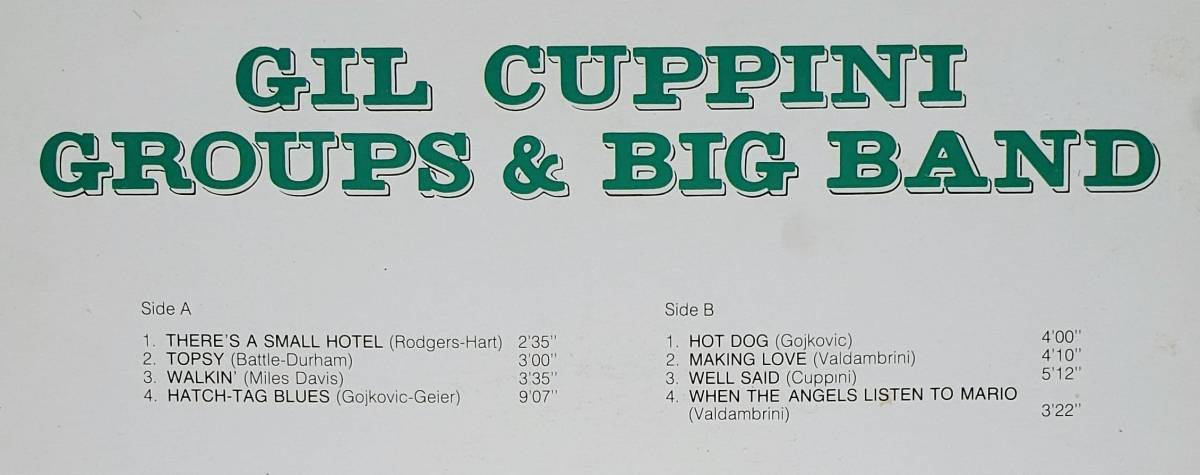 GIL CUPPINI
GROUPS & BIG BAND
Side A
1. THERE'S A SMALL HOTEL (Rodgers-Hart) 2'35"
2. TOPSY (Battle-Durham) 3'00"
3. WALKIN' (Miles Davis) 3'35"
4. HATCH-TAG BLUES (Gojkovic-Geier) 9'07"
Side B
1. HOT DOG (Gojkovic) 4'00"
2. MAKING LOVE (Valdambrini) 4'10"
3. WELL SAID (Cuppini) 5'12"
4. WHEN THE ANGELS LISTEN TO MARIO
(Valdambrini) 3'22"